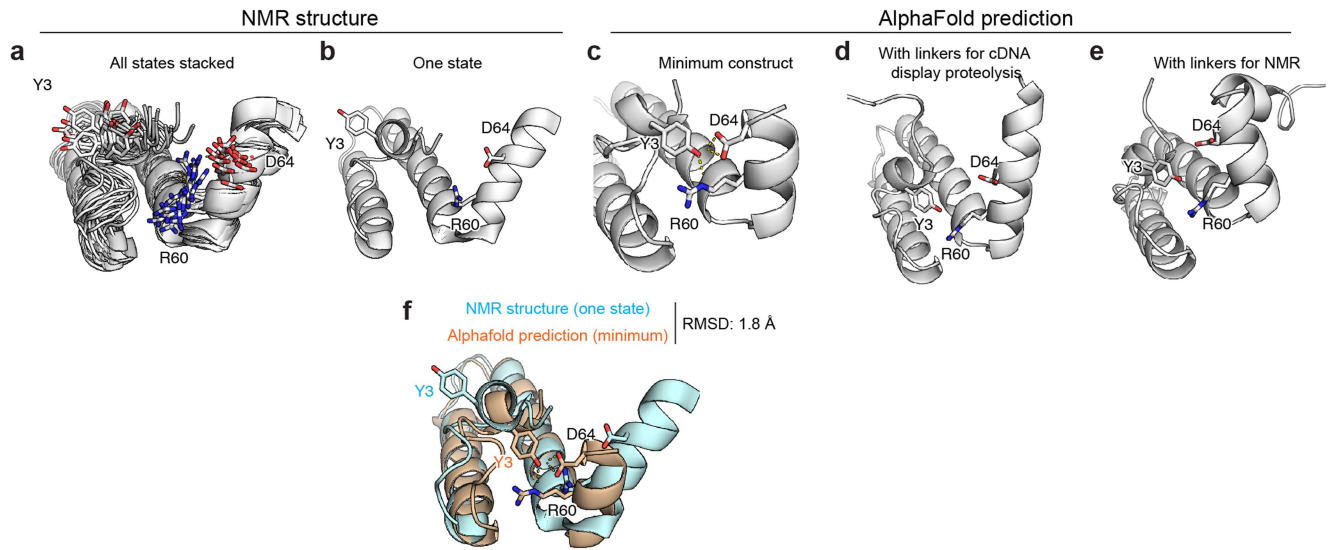 NMR structure
AlphaFold prediction
a
All states stacked
Y3
D64
R60
b
One state
Y3
D64
R60
c
Minimum construct
D64
Y3
R60
d
With linkers for cDNA
display proteolysis
D64
Y3
R60
e
With linkers for NMR
D64
Y3
R60
f
NMR structure (one state)
Alphafold prediction (minimum)
RMSD: 1.8 Å
Y3
D64
Y3
R60